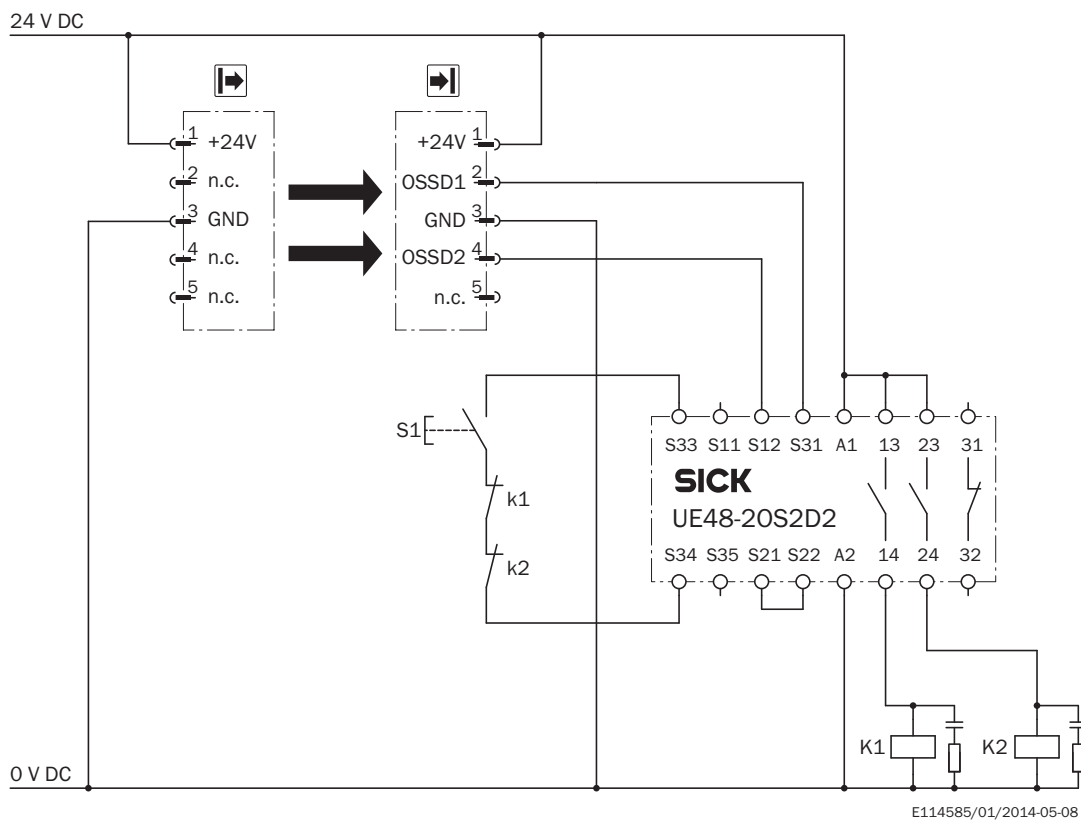 24 V DC
1 +24V
2 n.c.
3 GND
4 n.c.
5 n.c.
+24V 1
OSSD1 2
GND 3
OSSD2 4
n.c. 5
S1
k1
k2
S33 S11 S12 S31 A1 13 23 31
SICK
UE48-2OS2D2
S34 S35 S21 S22 A2 14 24 32
K1
K2
0 V DC
E114585/01/2014-05-08